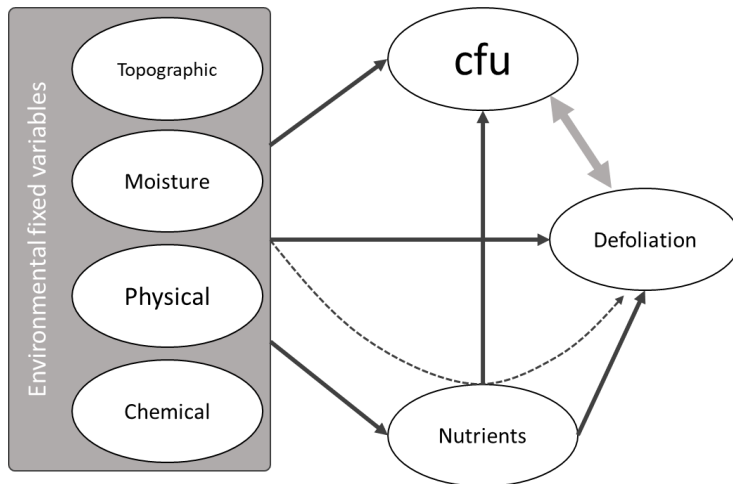 Environmental fixed variables
Topographic
Moisture
Physical
Chemical
cfu
Defoliation
Nutrients